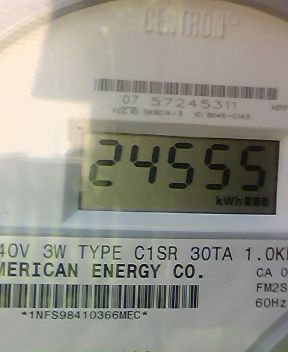 CENTRON®
07 57245311
24555
kWh
40V 3W TYPE C1SR 30TA 1.0K
MERICAN ENERGY CO.
CA 0
FM2S
60Hz
*1NFS98410366MEC*